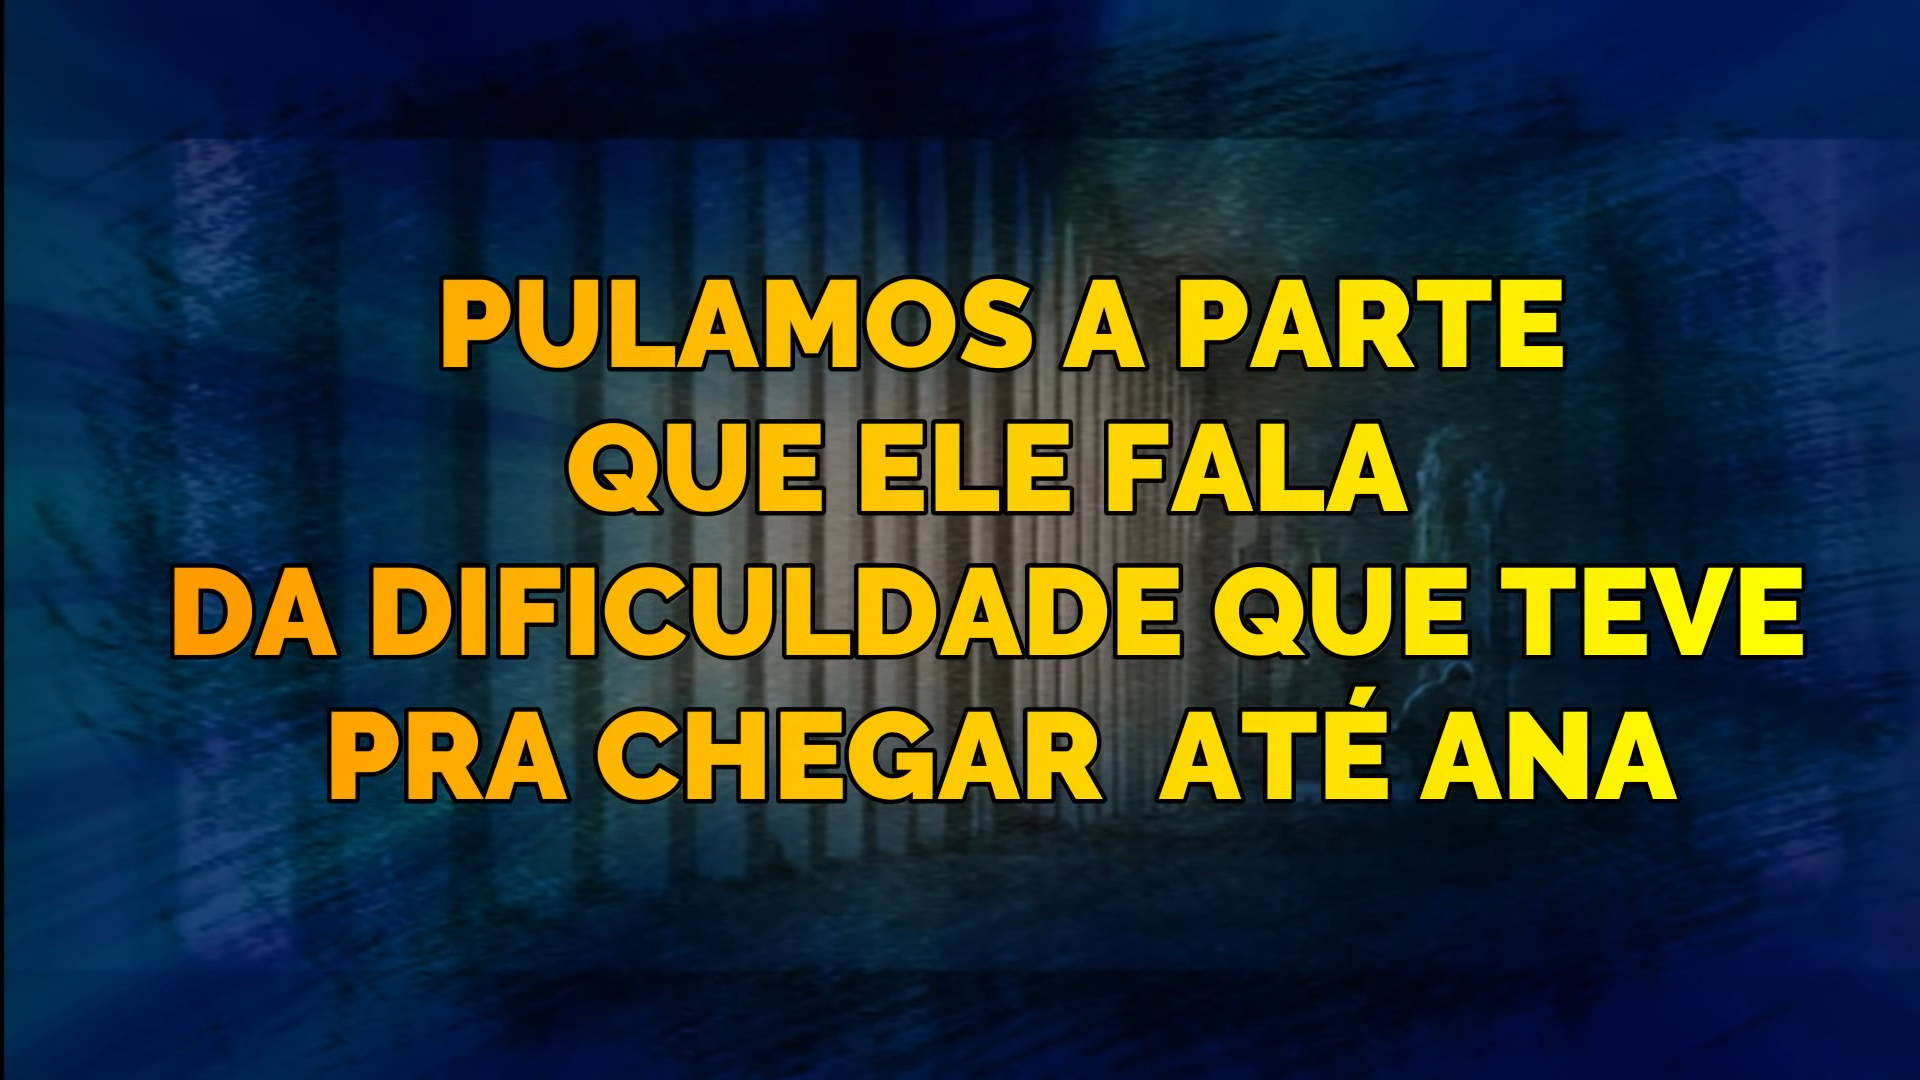 PULAMOS A PARTE
QUE ELE FALA
DA DIFICULDADE QUE TEVE
PRA CHEGAR ATÉ ANA